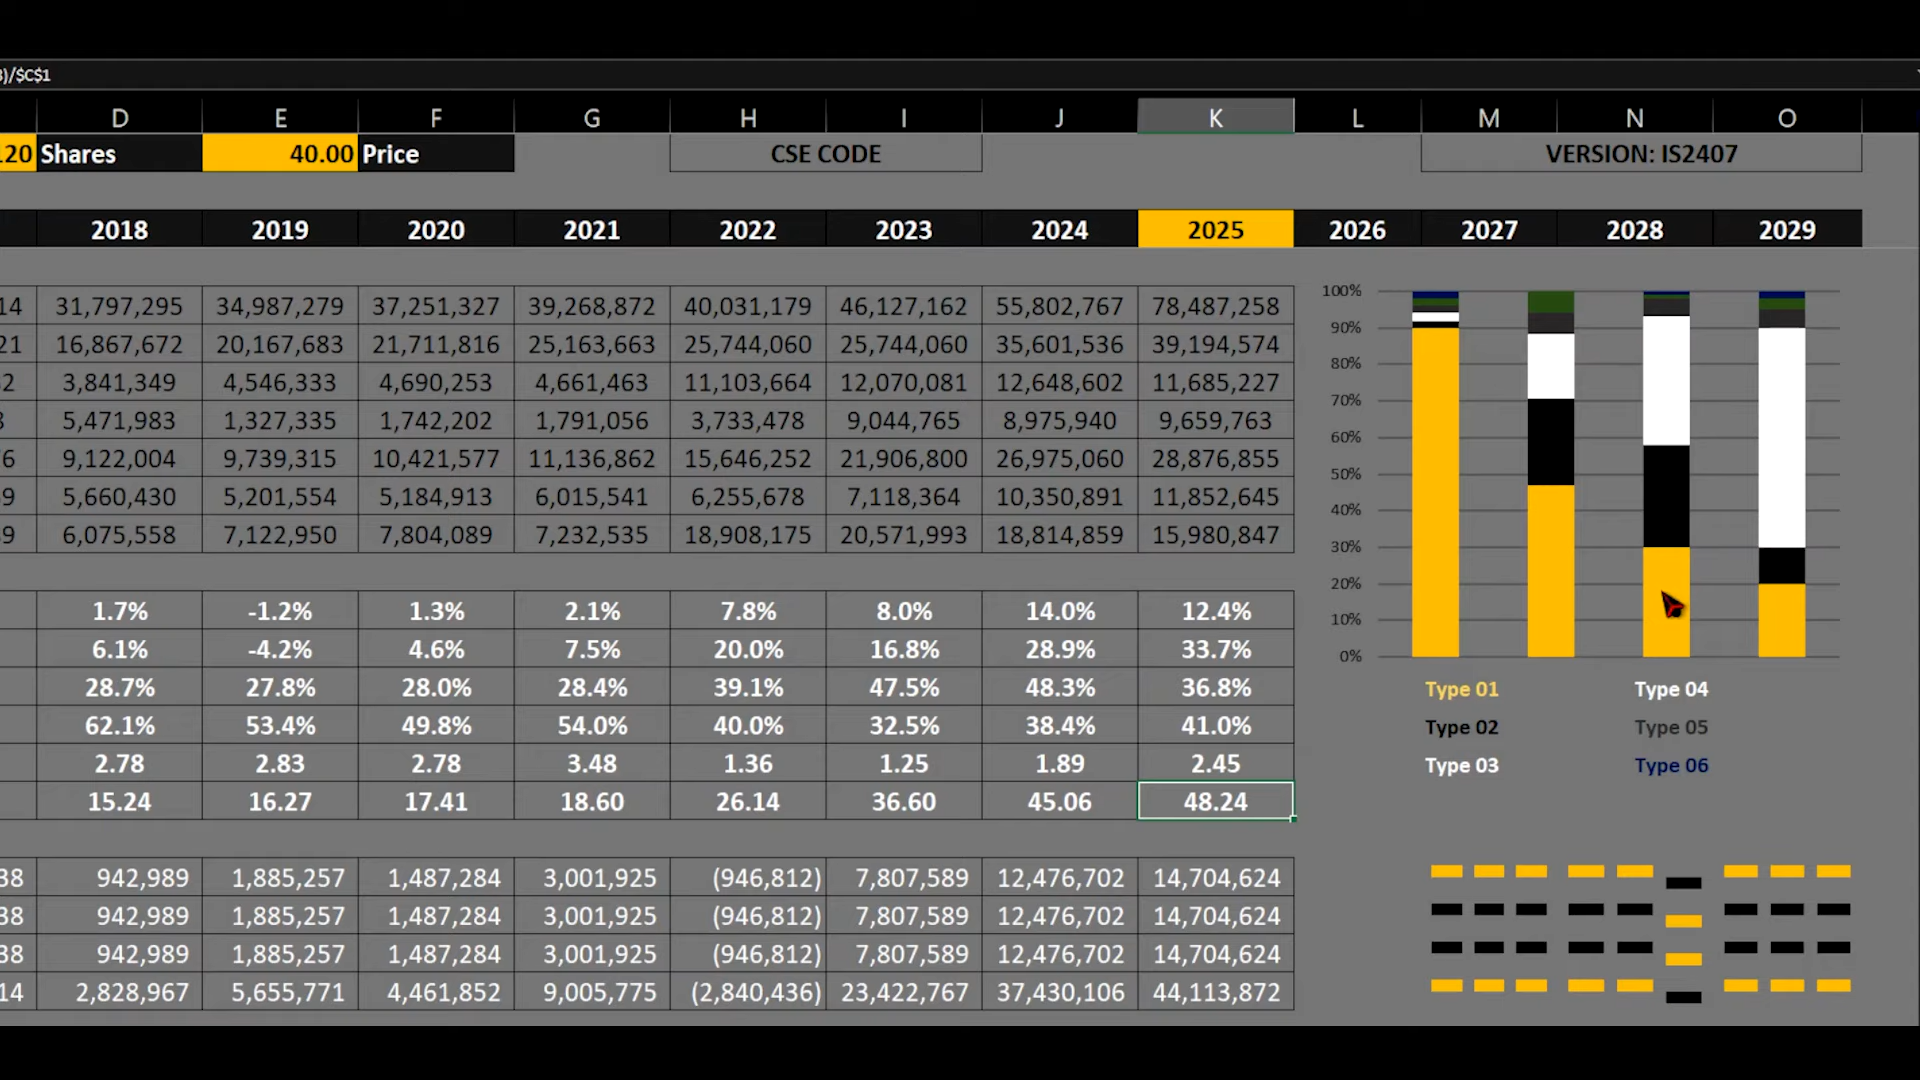 )/$C$1
D E F G H I J K L M N O
120 Shares 40.00 Price CSE CODE VERSION: IS2407
2018 2019 2020 2021 2022 2023 2024 2025 2026 2027 2028 2029
14 31,797,295 34,987,279 37,251,327 39,268,872 40,031,179 46,127,162 55,802,767 78,487,258
21 16,867,672 20,167,683 21,711,816 25,163,663 25,744,060 25,744,060 35,601,536 39,194,574
2 3,841,349 4,546,333 4,690,253 4,661,463 11,103,664 12,070,081 12,648,602 11,685,227
5,471,983 1,327,335 1,742,202 1,791,056 3,733,478 9,044,765 8,975,940 9,659,763
6 9,122,004 9,739,315 10,421,577 11,136,862 15,646,252 21,906,800 26,975,060 28,876,855
9 5,660,430 5,201,554 5,184,913 6,015,541 6,255,678 7,118,364 10,350,891 11,852,645
9 6,075,558 7,122,950 7,804,089 7,232,535 18,908,175 20,571,993 18,814,859 15,980,847
1.7% -1.2% 1.3% 2.1% 7.8% 8.0% 14.0% 12.4%
6.1% -4.2% 4.6% 7.5% 20.0% 16.8% 28.9% 33.7%
28.7% 27.8% 28.0% 28.4% 39.1% 47.5% 48.3% 36.8%
62.1% 53.4% 49.8% 54.0% 40.0% 32.5% 38.4% 41.0%
2.78 2.83 2.78 3.48 1.36 1.25 1.89 2.45
15.24 16.27 17.41 18.60 26.14 36.60 45.06 48.24
38 942,989 1,885,257 1,487,284 3,001,925 (946,812) 7,807,589 12,476,702 14,704,624
38 942,989 1,885,257 1,487,284 3,001,925 (946,812) 7,807,589 12,476,702 14,704,624
38 942,989 1,885,257 1,487,284 3,001,925 (946,812) 7,807,589 12,476,702 14,704,624
14 2,828,967 5,655,771 4,461,852 9,005,775 (2,840,436) 23,422,767 37,430,106 44,113,872
100%
90%
80%
70%
60%
50%
40%
30%
20%
10%
0%
Type 01 Type 04
Type 02 Type 05
Type 03 Type 06